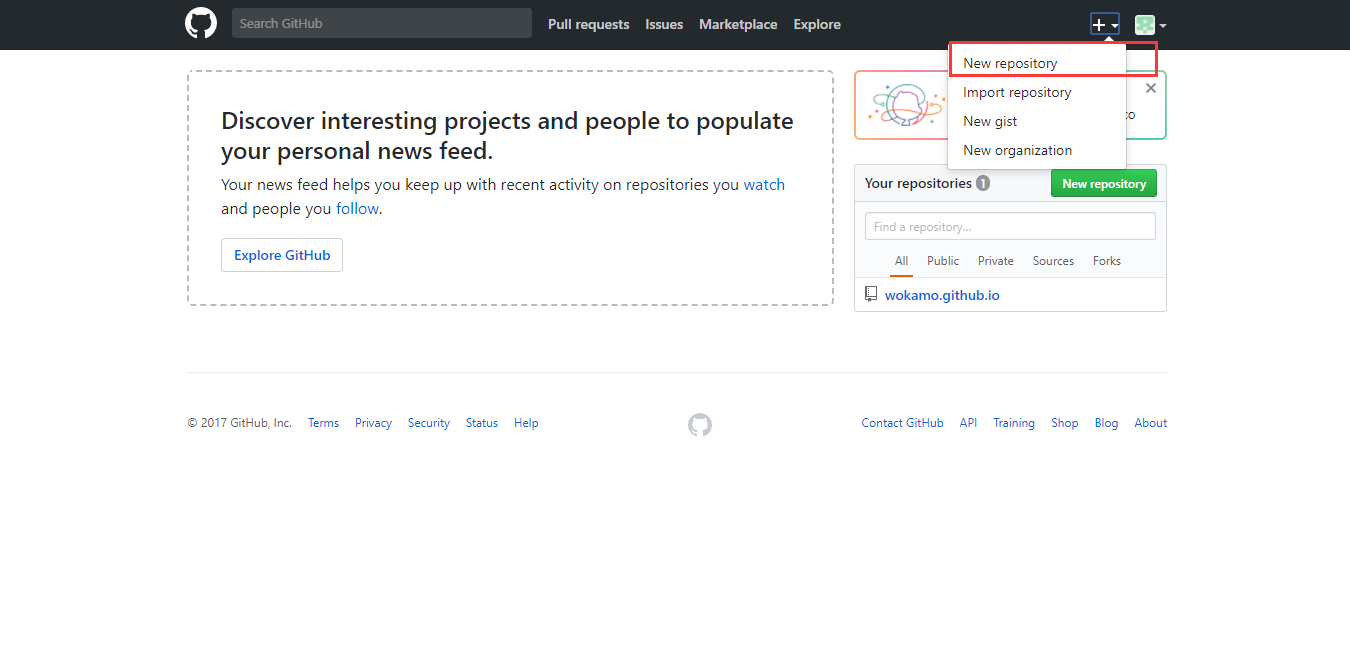 Search GitHub
Pull requests
Issues
Marketplace
Explore
New repository
Import repository
New gist
New organization
Discover interesting projects and people to populate
your personal news feed.
Your news feed helps you keep up with recent activity on repositories you watch
and people you follow.
Explore GitHub
Your repositories 1
New repository
Find a repository...
All
Public
Private
Sources
Forks
wokamo.github.io
© 2017 GitHub, Inc.
Terms
Privacy
Security
Status
Help
Contact GitHub
API
Training
Shop
Blog
About